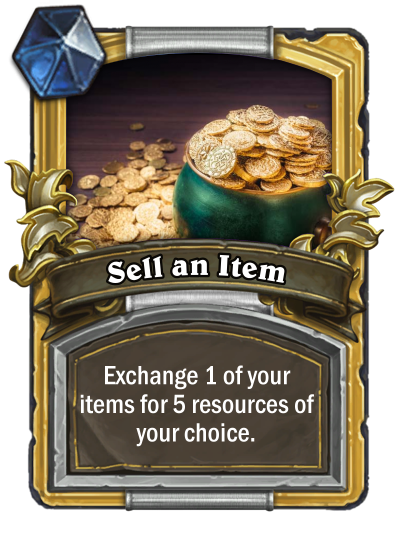 Sell an Item
Exchange 1 of your
items for 5 resources of
your choice.